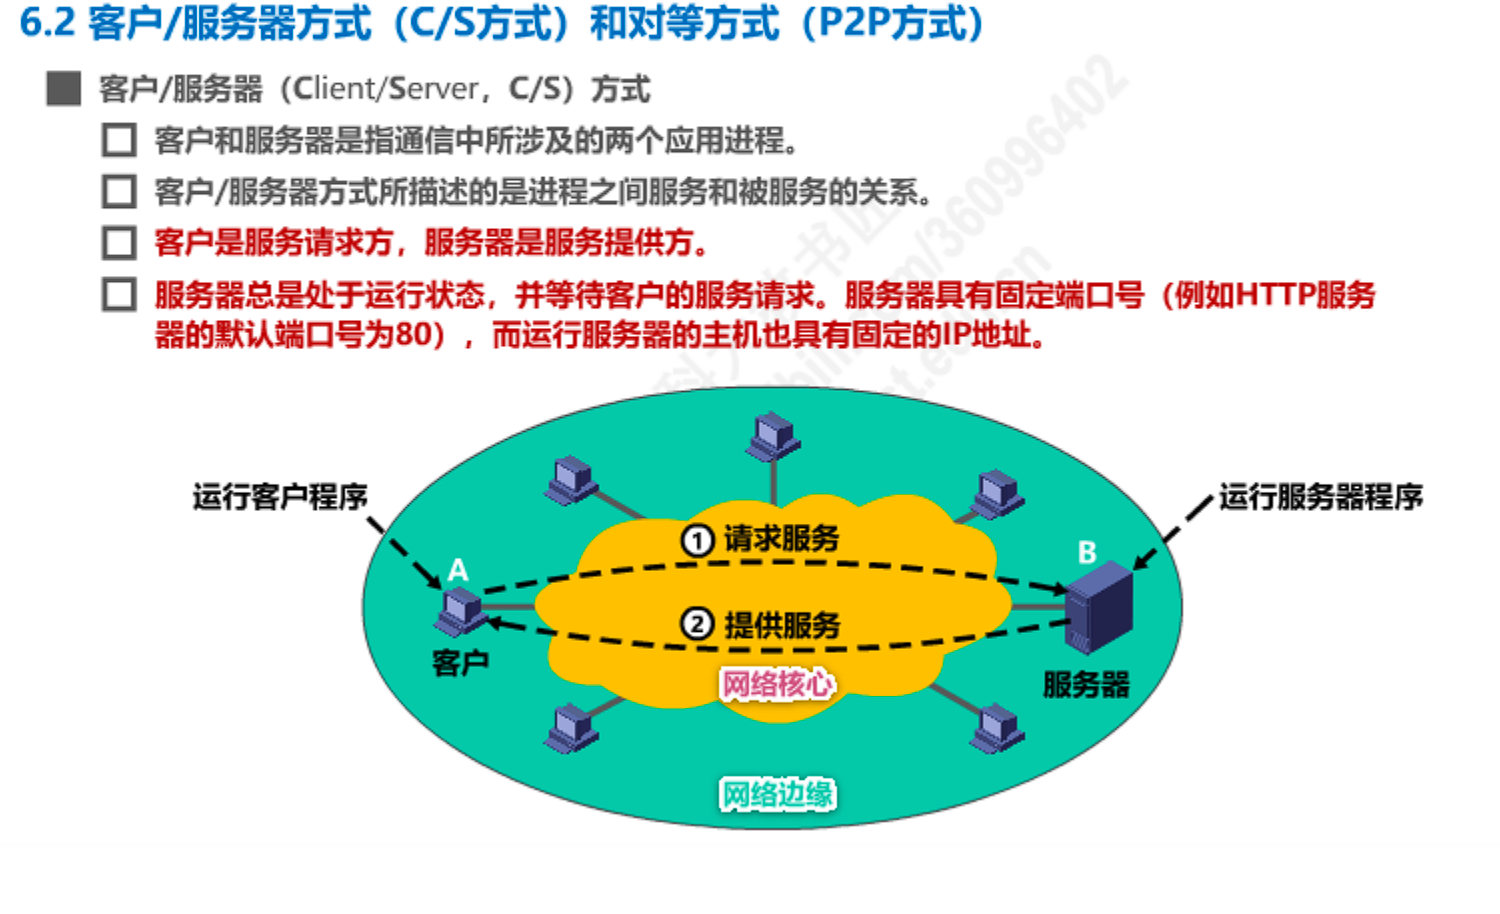 6.2 客户/服务器方式（C/S方式）和对等方式（P2P方式）
客户/服务器（Client/Server，C/S）方式
客户和服务器是指通信中所涉及的两个应用进程。
客户/服务器方式所描述的是进程之间服务和被服务的关系。
客户是服务请求方，服务器是服务提供方。
服务器总是处于运行状态，并等待客户的服务请求。服务器具有固定端口号（例如HTTP服务
器的默认端口号为80），而运行服务器的主机也具有固定的IP地址。
运行客户程序
运行服务器程序
① 请求服务
A
B
② 提供服务
客户
服务器
网络核心
网络边缘